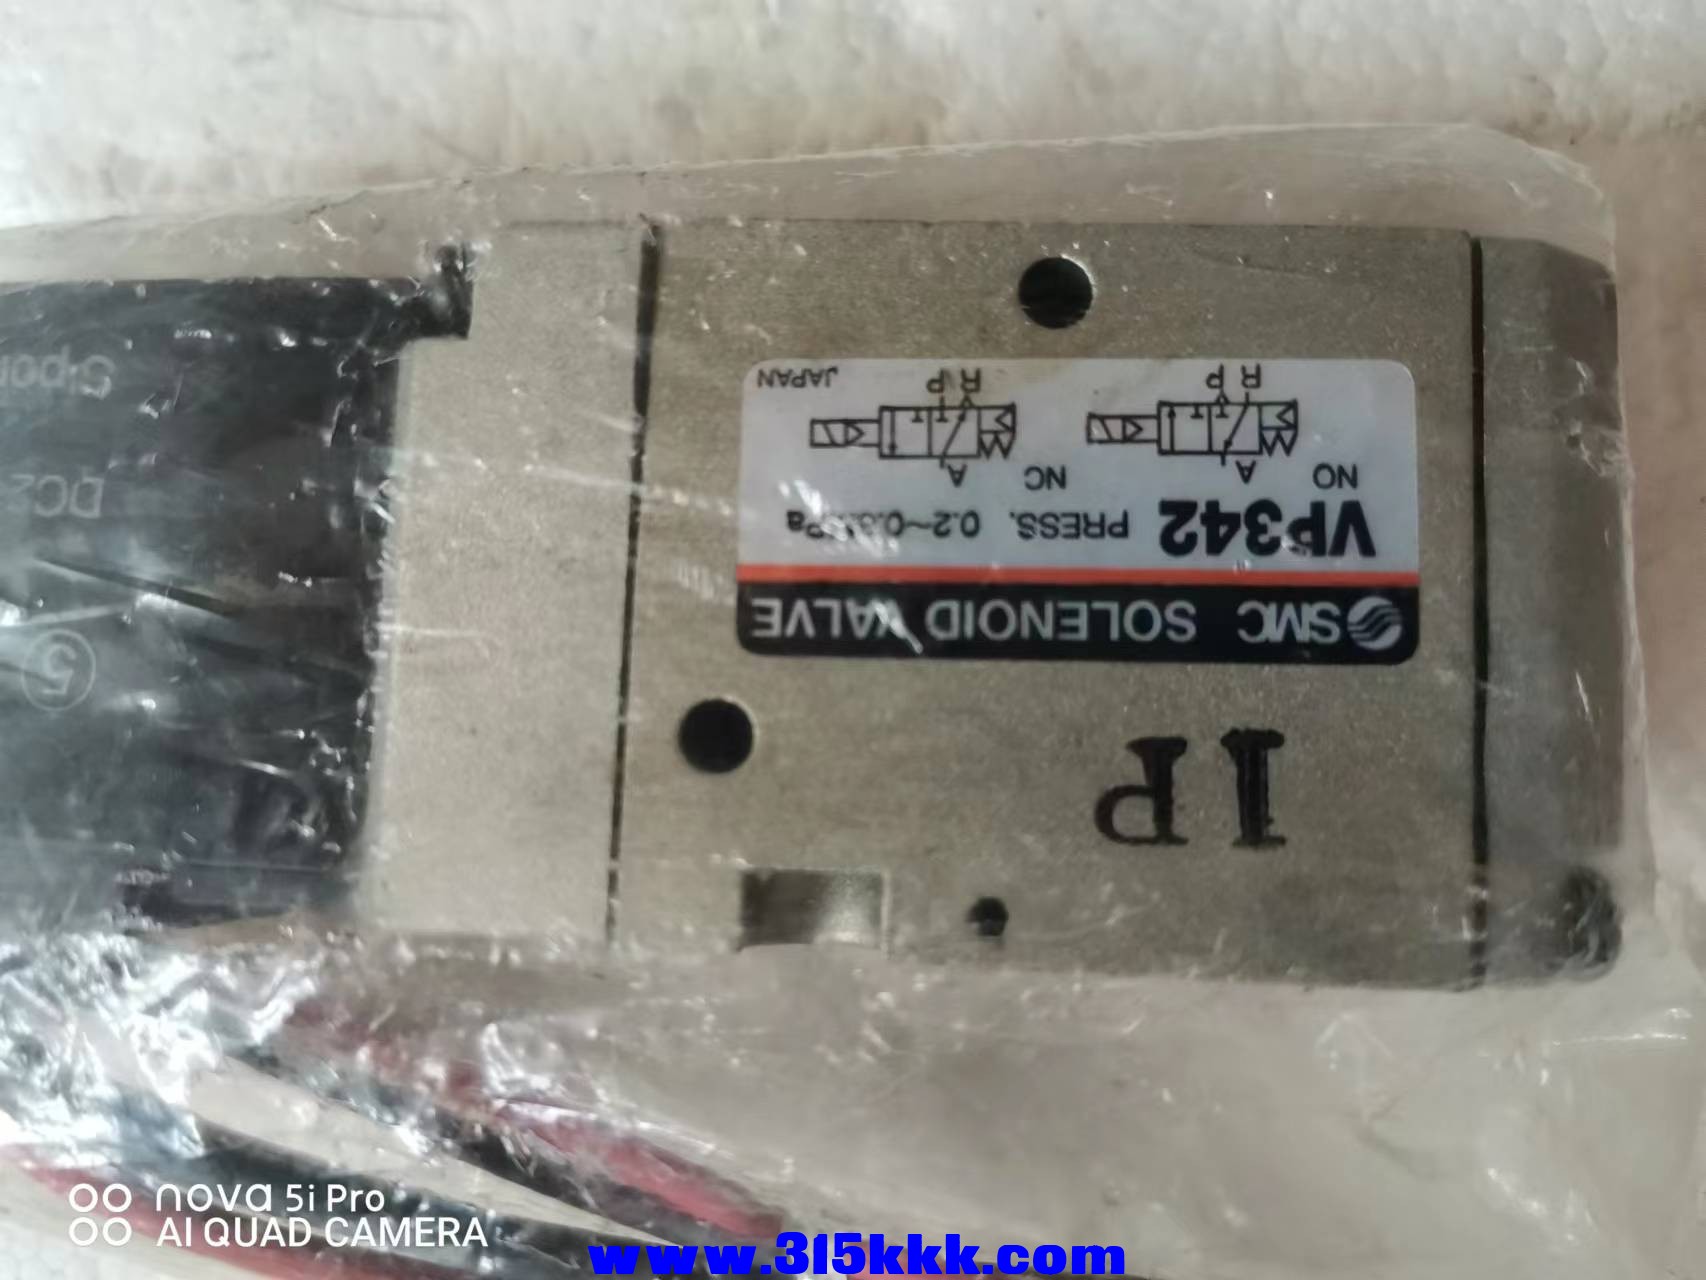 SMC SOLENOID VALVE
VP342 PRESS. 0.2~0.8MPa
NO A NC A
R P R P JAPAN
1P
5
nova 5i Pro
AI QUAD CAMERA
www.315kkk.com